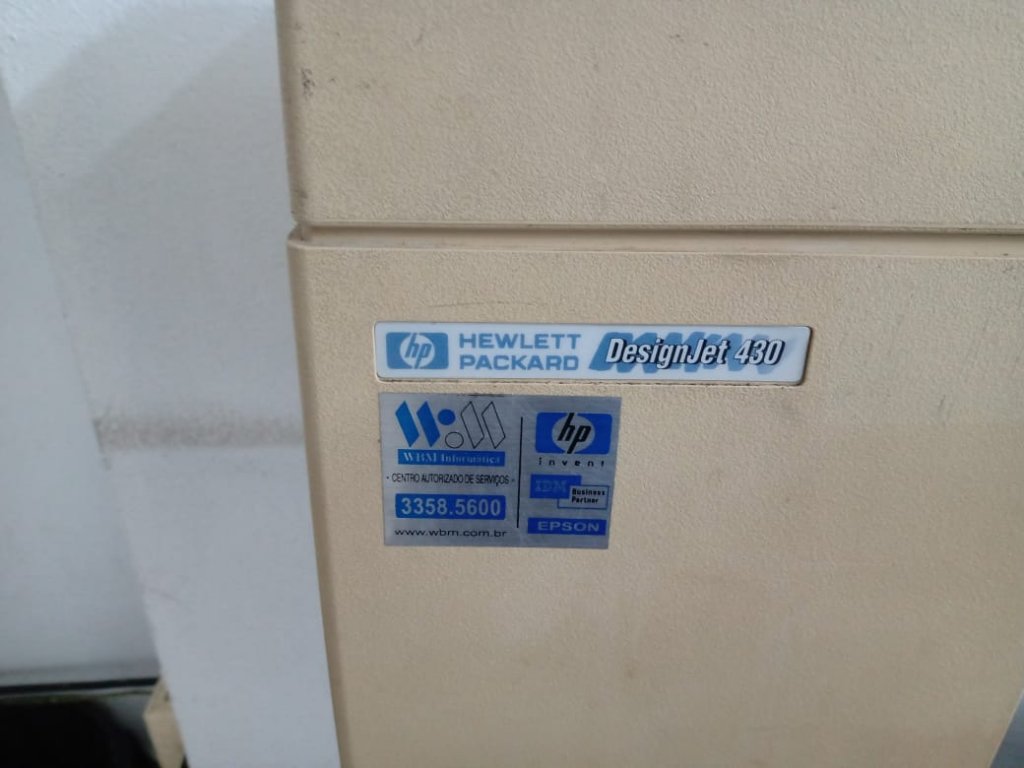 hp HEWLETT PACKARD DesignJet 430
WBM Informática
- CENTRO AUTORIZADO DE SERVIÇOS -
3358.5600
www.wbm.com.br
hp
invent
IBM Business Partner
EPSON